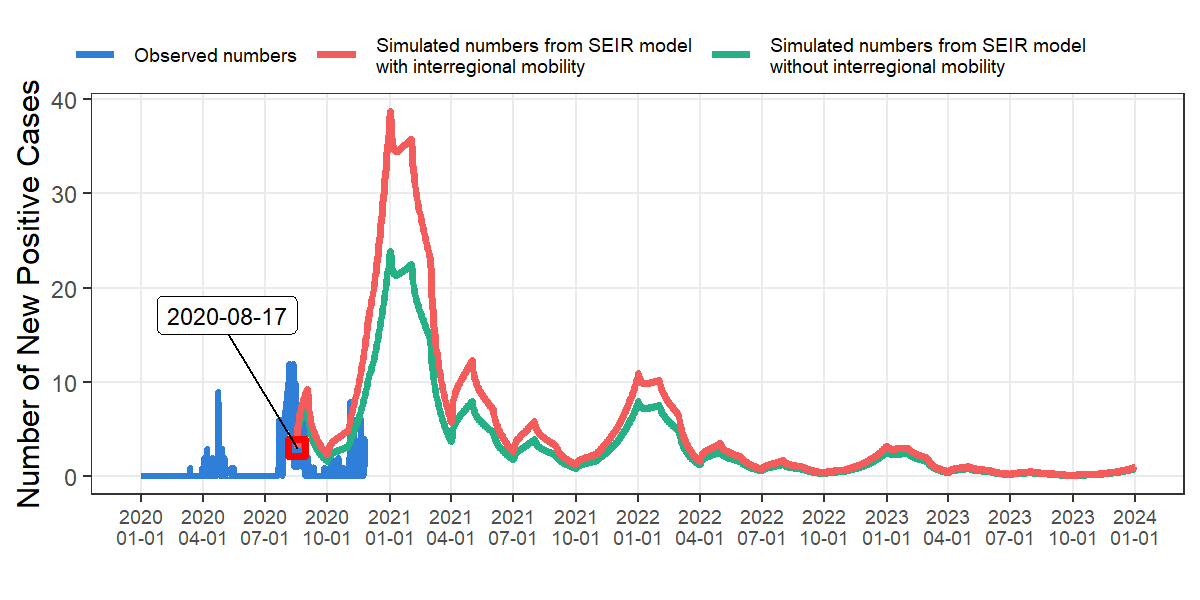 Observed numbers
Simulated numbers from SEIR model
with interregional mobility
Simulated numbers from SEIR model
without interregional mobility
Number of New Positive Cases
40
30
20
10
0
2020-08-17
2020 2020 2020 2020 2021 2021 2021 2021 2022 2022 2022 2022 2023 2023 2023 2023 2024
01-01 04-01 07-01 10-01 01-01 04-01 07-01 10-01 01-01 04-01 07-01 10-01 01-01 04-01 07-01 10-01 01-01